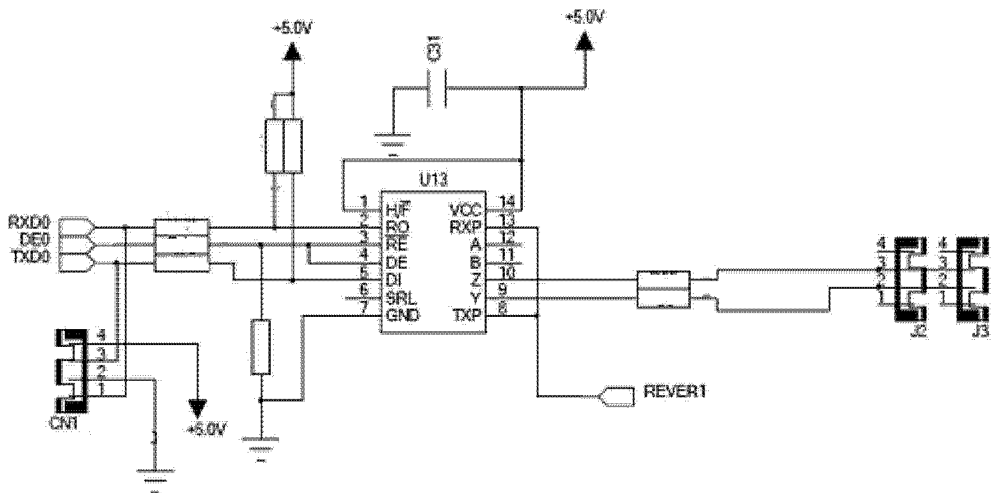 +5.0V
+5.0V
C31
U13
1 H/F VCC 14
2 RO RXP 13
3 RE A 12
4 DE B 11
5 DI Z 10
6 SRL Y 9
7 GND TXP 8
RXD0
DE0
TXD0
4
3
2
1
CN1
+5.0V
REVER1
4
3
2
1
J2
4
3
2
1
J3